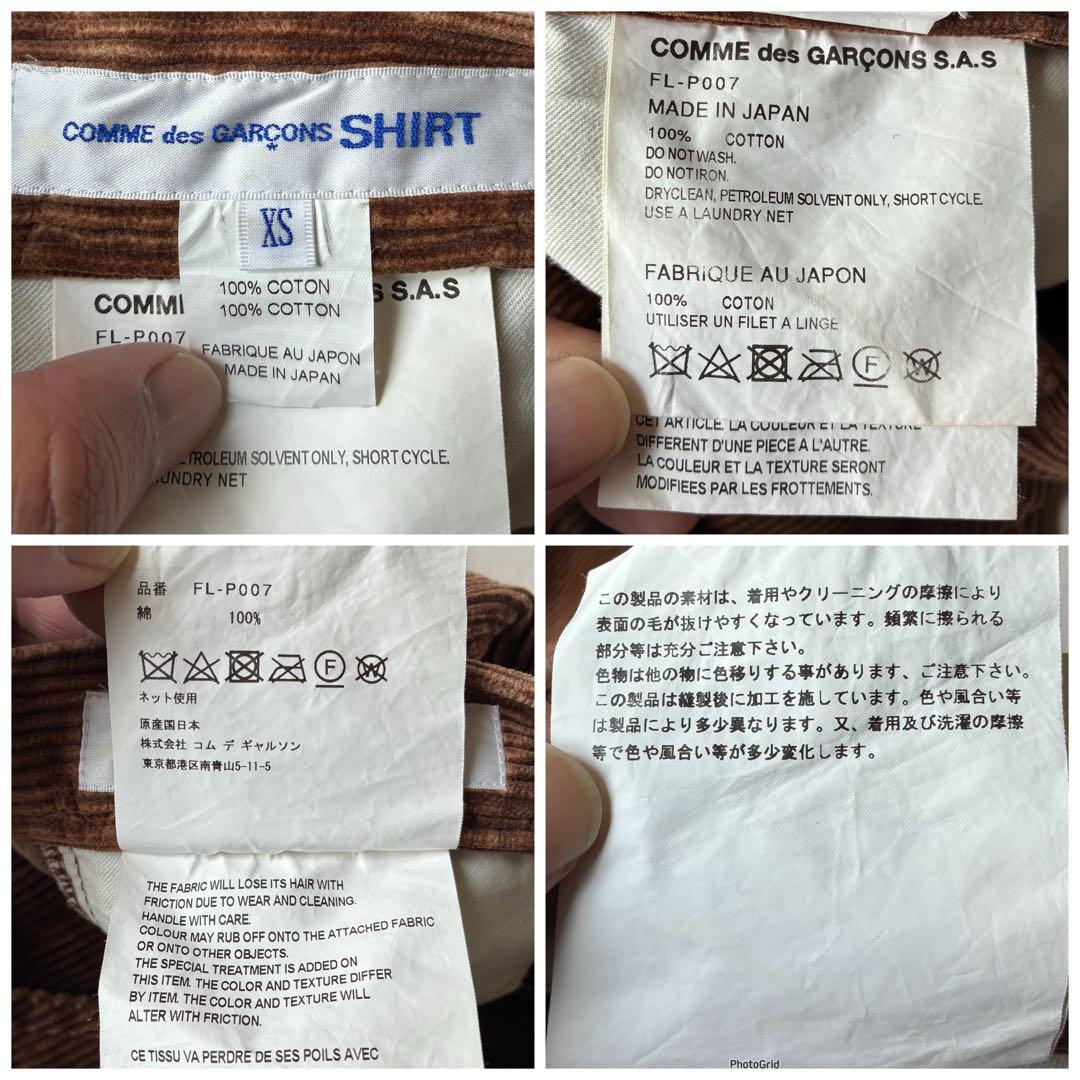 COMME des GARÇONS SHIRT
XS
100% COTON
100% COTTON
FABRIQUE AU JAPON
MADE IN JAPAN
S.A.S
FL-P007
SOLVENT ONLY, SHORT CYCLE.
NET
COMME des GARÇONS S.A.S
FL-P007
MADE IN JAPAN
100% COTTON
DO NOT WASH.
DO NOT IRON.
DRYCLEAN, PETROLEUM SOLVENT ONLY, SHORT CYCLE.
USE A LAUNDRY NET
FABRIQUE AU JAPON
100% COTON
UTILISER UN FILET A LINGE
F
W
CET ARTICLE. LA COULEUR ET LA TEXTURE
DIFFERENT D'UNE PIECE A L'AUTRE.
LA COULEUR ET LA TEXTURE SERONT
MODIFIEES PAR LES FROTTEMENTS.
品番 FL-P007
綿 100%
F
W
ネット使用
原産国日本
株式会社 コム デ ギャルソン
東京都港区南青山5-11-5
THE FABRIC WILL LOSE ITS HAIR WITH
FRICTION DUE TO WEAR AND CLEANING.
HANDLE WITH CARE.
COLOUR MAY RUB OFF ONTO THE ATTACHED FABRIC
OR ONTO OTHER OBJECTS.
THE SPECIAL TREATMENT IS ADDED ON
THIS ITEM. THE COLOR AND TEXTURE DIFFER
BY ITEM. THE COLOR AND TEXTURE WILL
ALTER WITH FRICTION.
CE TISSU VA PERDRE DE SES POILS AVEC
この製品の素材は、着用やクリーニングの摩擦により
表面の毛が抜けやすくなっています。頻繁に擦られる
部分等は充分ご注意下さい。
色物は他の物に色移りする事があります、ご注意下さい。
この製品は縫製後に加工を施しています。色や風合い等
は製品により多少異なります。又、着用及び洗濯の摩擦
等で色や風合い等が多少変化します。
PhotoGrid